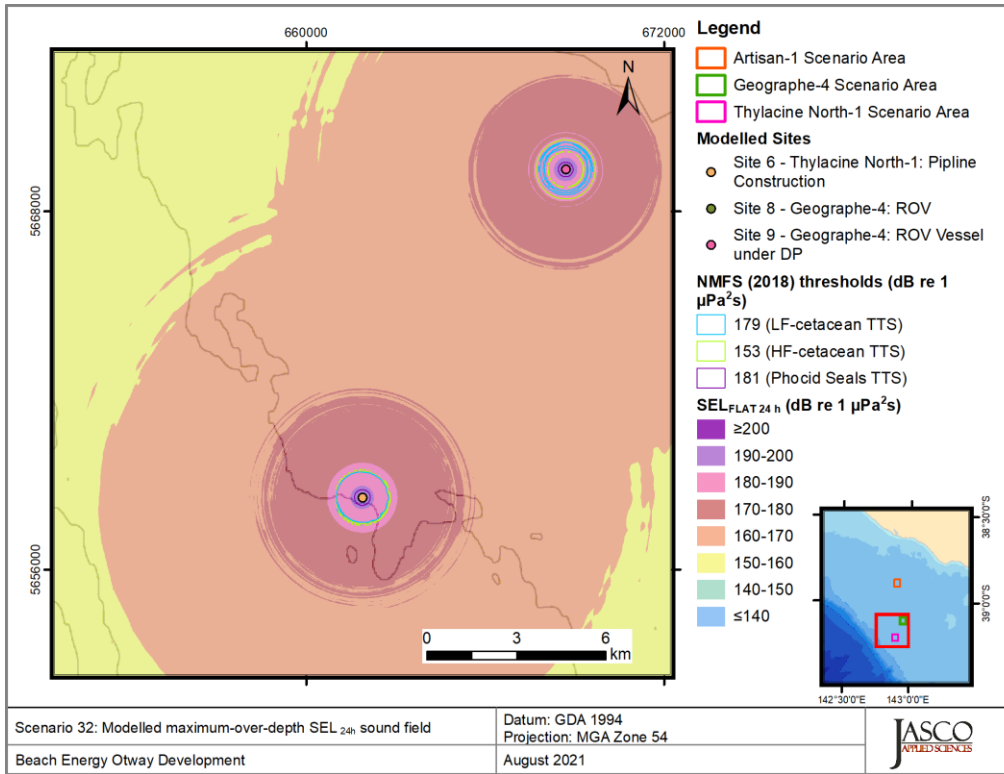 660000
672000
5668000
5656000
N
0 3 6
km
Legend
Artisan-1 Scenario Area
Geographe-4 Scenario Area
Thylacine North-1 Scenario Area
Modelled Sites
Site 6 - Thylacine North-1: Pipline
Construction
Site 8 - Geographe-4: ROV
Site 9 - Geographe-4: ROV Vessel
under DP
NMFS (2018) thresholds (dB re 1
µPa²s)
179 (LF-cetacean TTS)
153 (HF-cetacean TTS)
181 (Phocid Seals TTS)
SEL FLAT 24 h (dB re 1 µPa²s)
≥200
190-200
180-190
170-180
160-170
150-160
140-150
≤140
38°30'0"S
39°0'0"S
142°30'0"E 143°0'0"E
Scenario 32: Modelled maximum-over-depth SEL 24h sound field
Datum: GDA 1994
Projection: MGA Zone 54
Beach Energy Otway Development
August 2021
JASCO
APPLIED SCIENCES